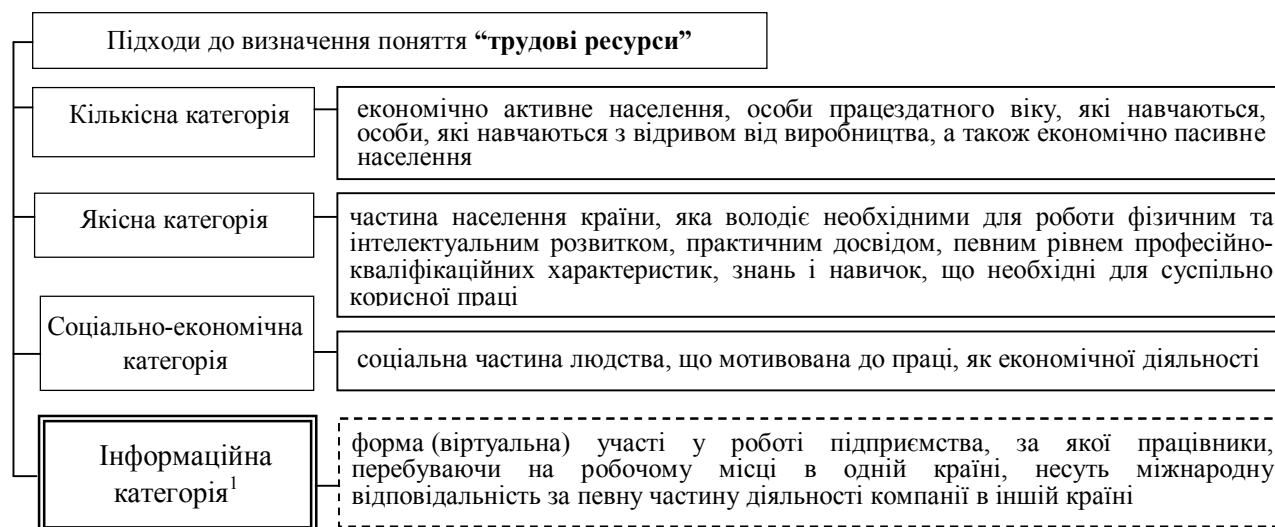 Підходи до визначення поняття “трудові ресурси”
Кількісна категорія
економічно активне населення, особи працездатного віку, які навчаються,
особи, які навчаються з відривом від виробництва, а також економічно пасивне
населення
Якісна категорія
частина населення країни, яка володіє необхідними для роботи фізичним та
інтелектуальним розвитком, практичним досвідом, певним рівнем професійно-
кваліфікаційних характеристик, знань і навичок, що необхідні для суспільно
корисної праці
Соціально-економічна
категорія
соціальна частина людства, що мотивована до праці, як економічної діяльності
Інформаційна
категорія¹
форма (віртуальна) участі у роботі підприємства, за якої працівники,
перебуваючи на робочому місці в одній країні, несуть міжнародну
відповідальність за певну частину діяльності компанії в іншій країні